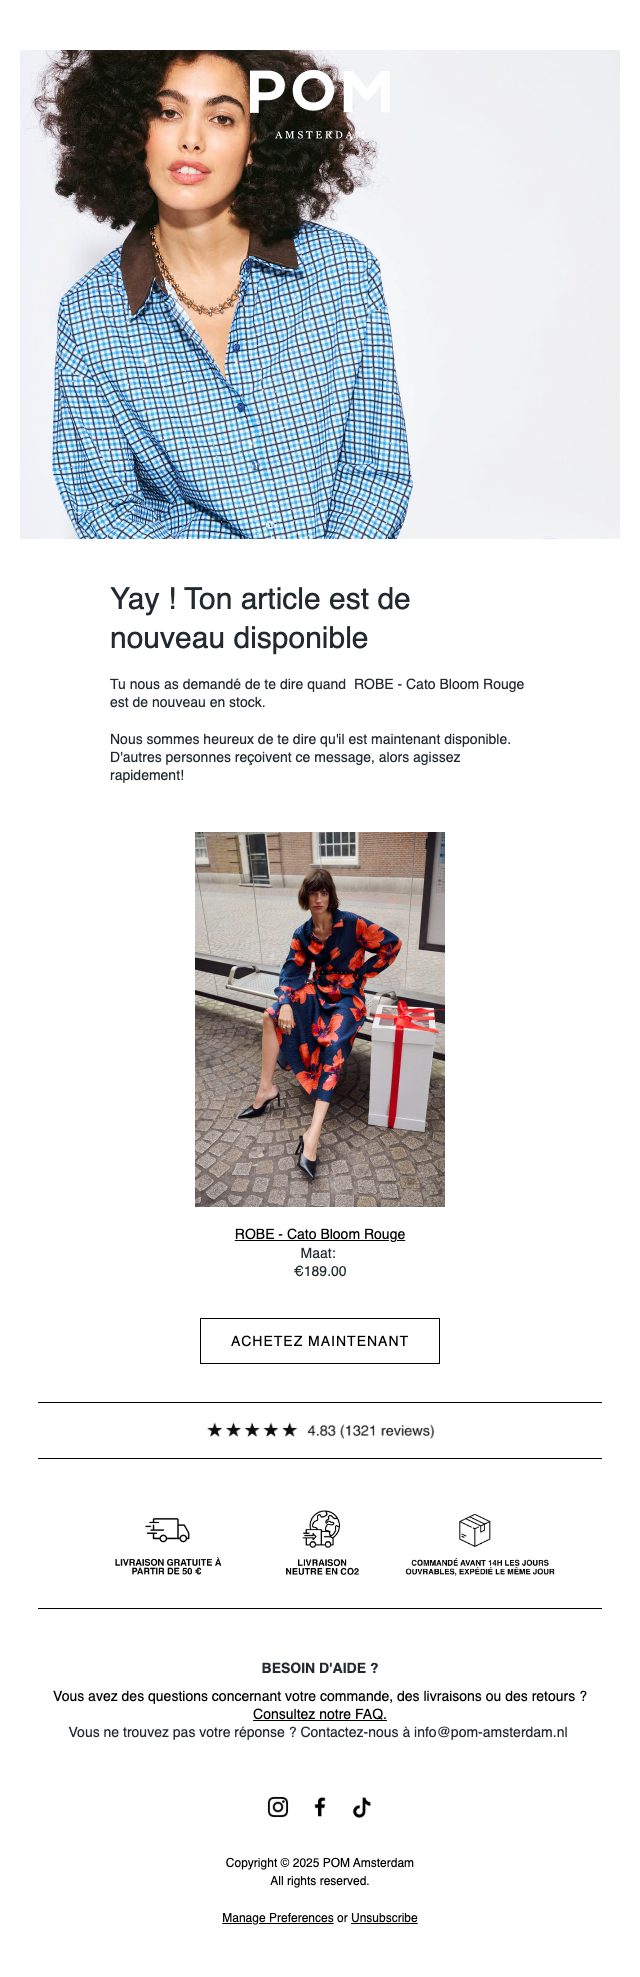 POM
AMSTERDAM
Yay ! Ton article est de
nouveau disponible
Tu nous as demandé de te dire quand  ROBE - Cato Bloom Rouge
est de nouveau en stock.
Nous sommes heureux de te dire qu'il est maintenant disponible.
D'autres personnes reçoivent ce message, alors agissez
rapidement!
ROBE - Cato Bloom Rouge
Maat:
€189.00
ACHETEZ MAINTENANT
★★★★★ 4.83 (1321 reviews)
LIVRAISON GRATUITE À
PARTIR DE 50 €
LIVRAISON
NEUTRE EN CO2
COMMANDÉ AVANT 14H LES JOURS
OUVRABLES, EXPÉDIÉ LE MÊME JOUR
BESOIN D'AIDE ?
Vous avez des questions concernant votre commande, des livraisons ou des retours ?
Consultez notre FAQ.
Vous ne trouvez pas votre réponse ? Contactez-nous à info@pom-amsterdam.nl
Copyright © 2025 POM Amsterdam
All rights reserved.
Manage Preferences or Unsubscribe